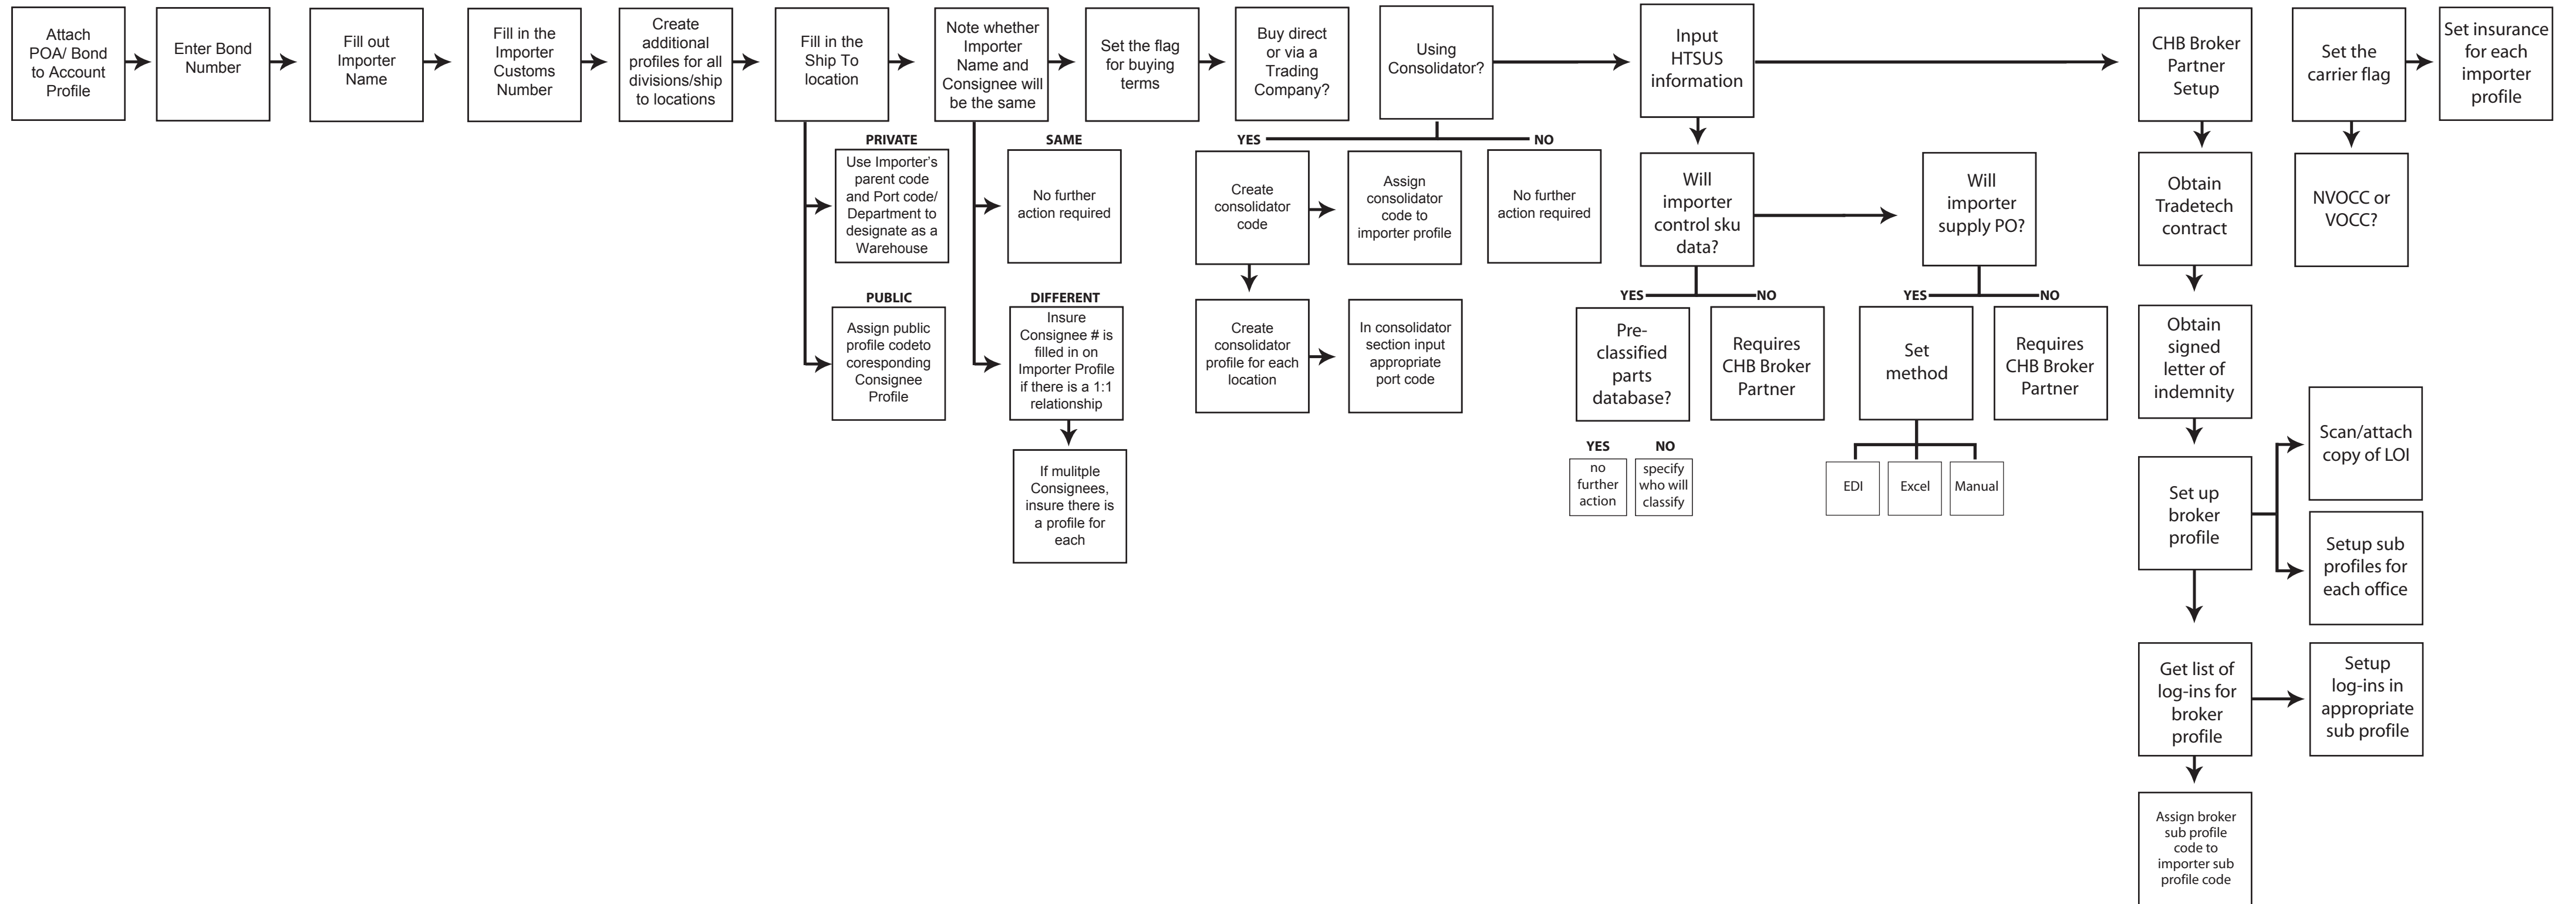 Attach
POA/ Bond
to Account
Profile
Enter Bond
Number
Fill out
Importer
Name
Fill in the
Importer
Customs
Number
Create
additional
profiles for all
divisions/ship
to locations
Fill in the
Ship To
location
Note whether
Importer
Name and
Consignee will
be the same
Set the flag
for buying
terms
Buy direct
or via a
Trading
Company?
Using
Consolidator?
Input
HTSUS
information
CHB Broker
Partner
Setup
Set the
carrier flag
Set insurance
for each
importer
profile
PRIVATE
Use Importer's
parent code
and Port code/
Department to
designate as a
Warehouse
PUBLIC
Assign public
profile codeto
coresponding
Consignee
Profile
SAME
No further
action required
DIFFERENT
Insure
Consignee # is
filled in on
Importer Profile
if there is a 1:1
relationship
If mulitple
Consignees,
insure there is
a profile for
each
YES
NO
Create
consolidator
code
Assign
consolidator
code to
importer profile
No further
action required
Create
consolidator
profile for each
location
In consolidator
section input
appropriate
port code
Will
importer
control sku
data?
YES
NO
Pre-
classified
parts
database?
Requires
CHB Broker
Partner
YES
NO
no
further
action
specify
who will
classify
Will
importer
supply PO?
YES
NO
Set
method
Requires
CHB Broker
Partner
EDI
Excel
Manual
Obtain
Tradetech
contract
Obtain
signed
letter of
indemnity
Set up
broker
profile
Scan/attach
copy of LOI
Setup sub
profiles for
each office
Get list of
log-ins for
broker
profile
Setup
log-ins in
appropriate
sub profile
Assign broker
sub profile
code to
importer sub
profile code
NVOCC or
VOCC?